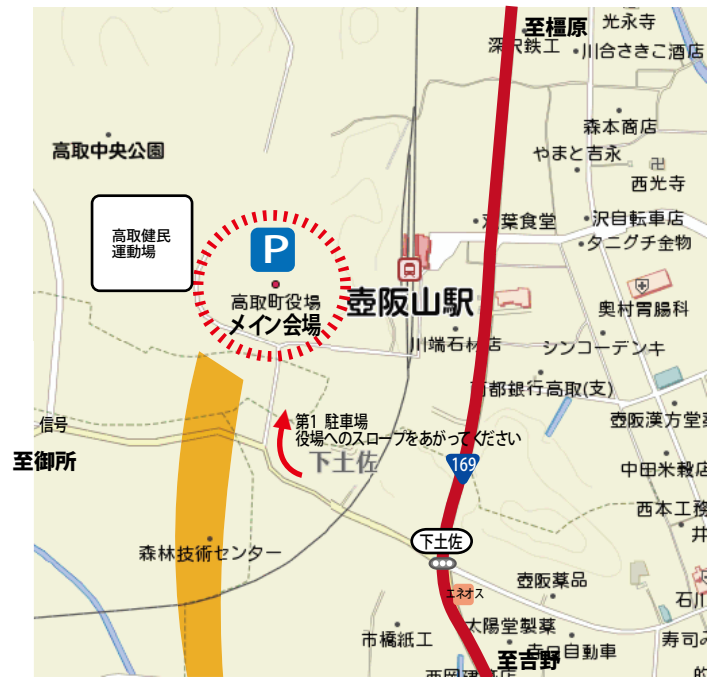 至橿原
光永寺
深沢鉄工
川合さきこ酒店
森本商店
高取中央公園
やまと吉永
西光寺
高取健民
運動場
葉食堂
沢自転車店
タニグチ金物
P
高取町役場
メイン会場
壺阪山駅
奥村胃腸科
川端石材店
シンコーデンキ
都銀行高取(支)
信号
第1 駐車場
役場へのスロープをあがってください
壺阪漢方堂
至御所
下土佐
169
中田米穀店
西本工務
下土佐
井
森林技術センター
エネオス
壺阪薬品
石川
市橋紙工
太陽堂製薬
寿司
至吉野
自動車
的